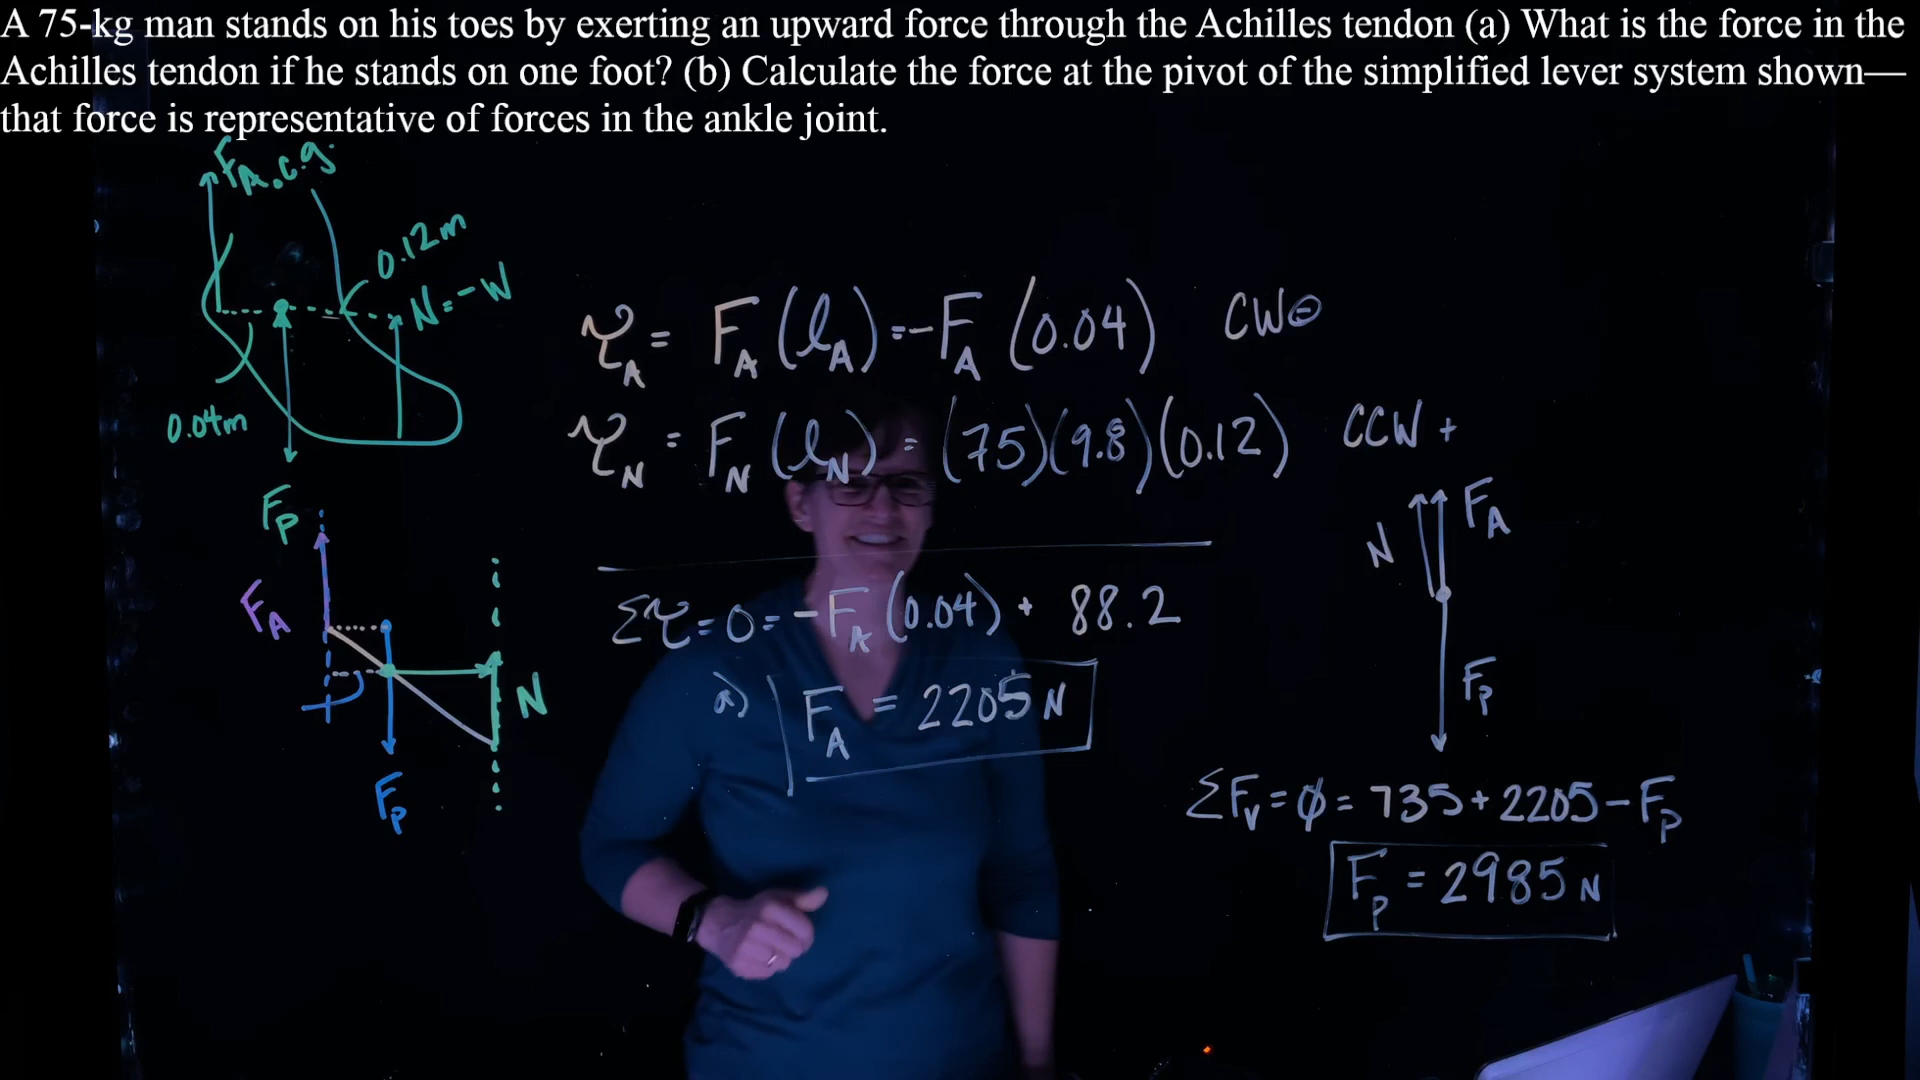 A 75-kg man stands on his toes by exerting an upward force through the Achilles tendon (a) What is the force in the
Achilles tendon if he stands on one foot? (b) Calculate the force at the pivot of the simplified lever system shown—
that force is representative of forces in the ankle joint.
F_A c.g.
0.12m
N=-W
0.04m
F_P
F_A
N
F_P
τ_A = F_A (l_A) = -F_A (0.04) CW⊖
τ_N = F_N (l_N) = (75)(9.8)(0.12) CCW +
Στ = 0 = -F_A (0.04) + 88.2
a) F_A = 2205 N
N F_A
F_P
ΣF_V = ϕ = 735 + 2205 - F_P
F_P = 2985 N